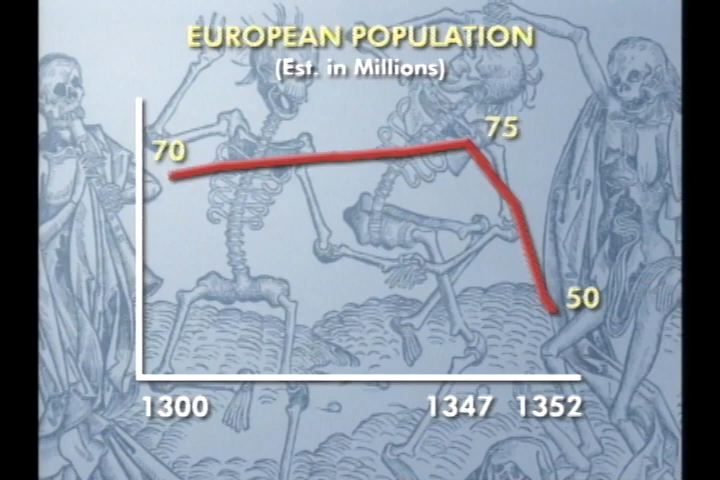 EUROPEAN POPULATION
(Est. in Millions)
70
75
50
1300 1347 1352